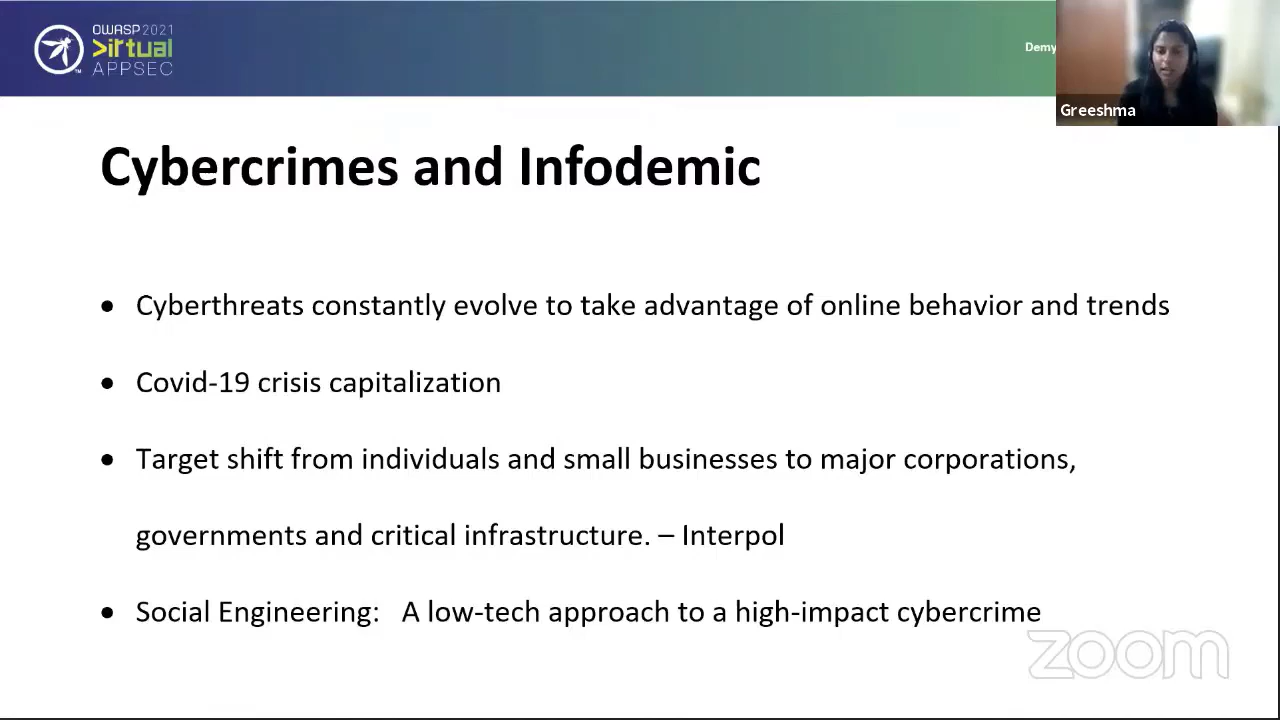 OWASP 2021
Virtual
APPSEC
Demy
Greeshma
Cybercrimes and Infodemic
• Cyberthreats constantly evolve to take advantage of online behavior and trends
• Covid-19 crisis capitalization
• Target shift from individuals and small businesses to major corporations,
governments and critical infrastructure. – Interpol
• Social Engineering:   A low-tech approach to a high-impact cybercrime
zoom